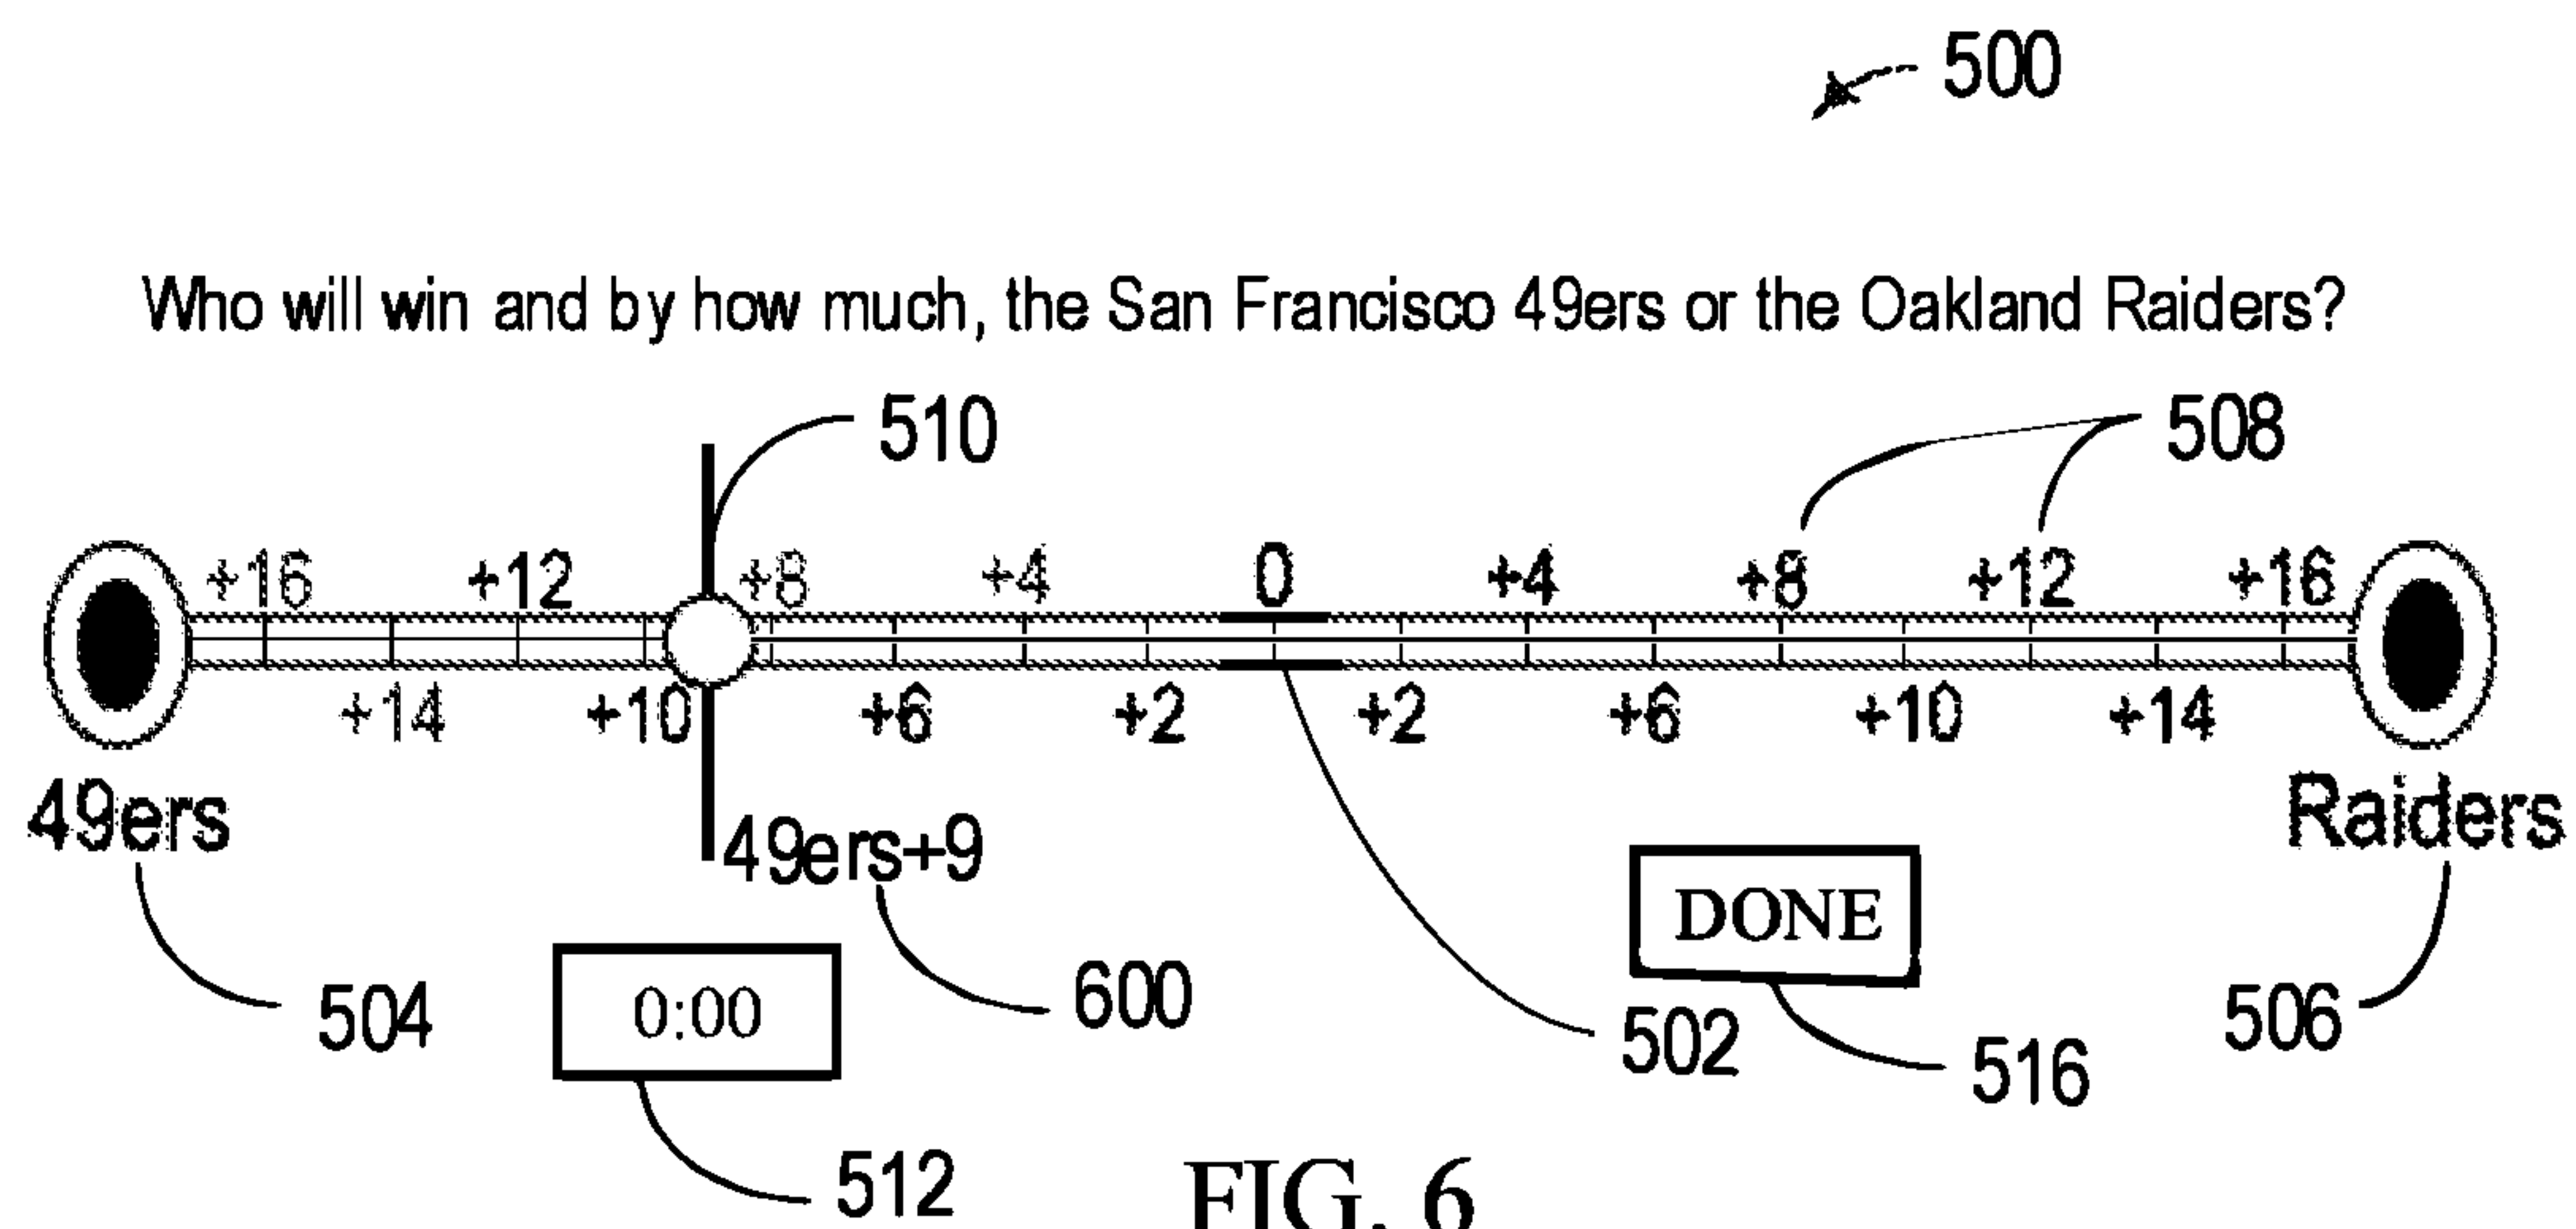 500
Who will win and by how much, the San Francisco 49ers or the Oakland Raiders?
510 508
+16 +12 +8 +4 0 +4 +8 +12 +16
+14 +10 +6 +2 +2 +6 +10 +14
49ers Raiders
49ers+9
DONE
0:00
504 600 502 516 506
512
FIG. 6